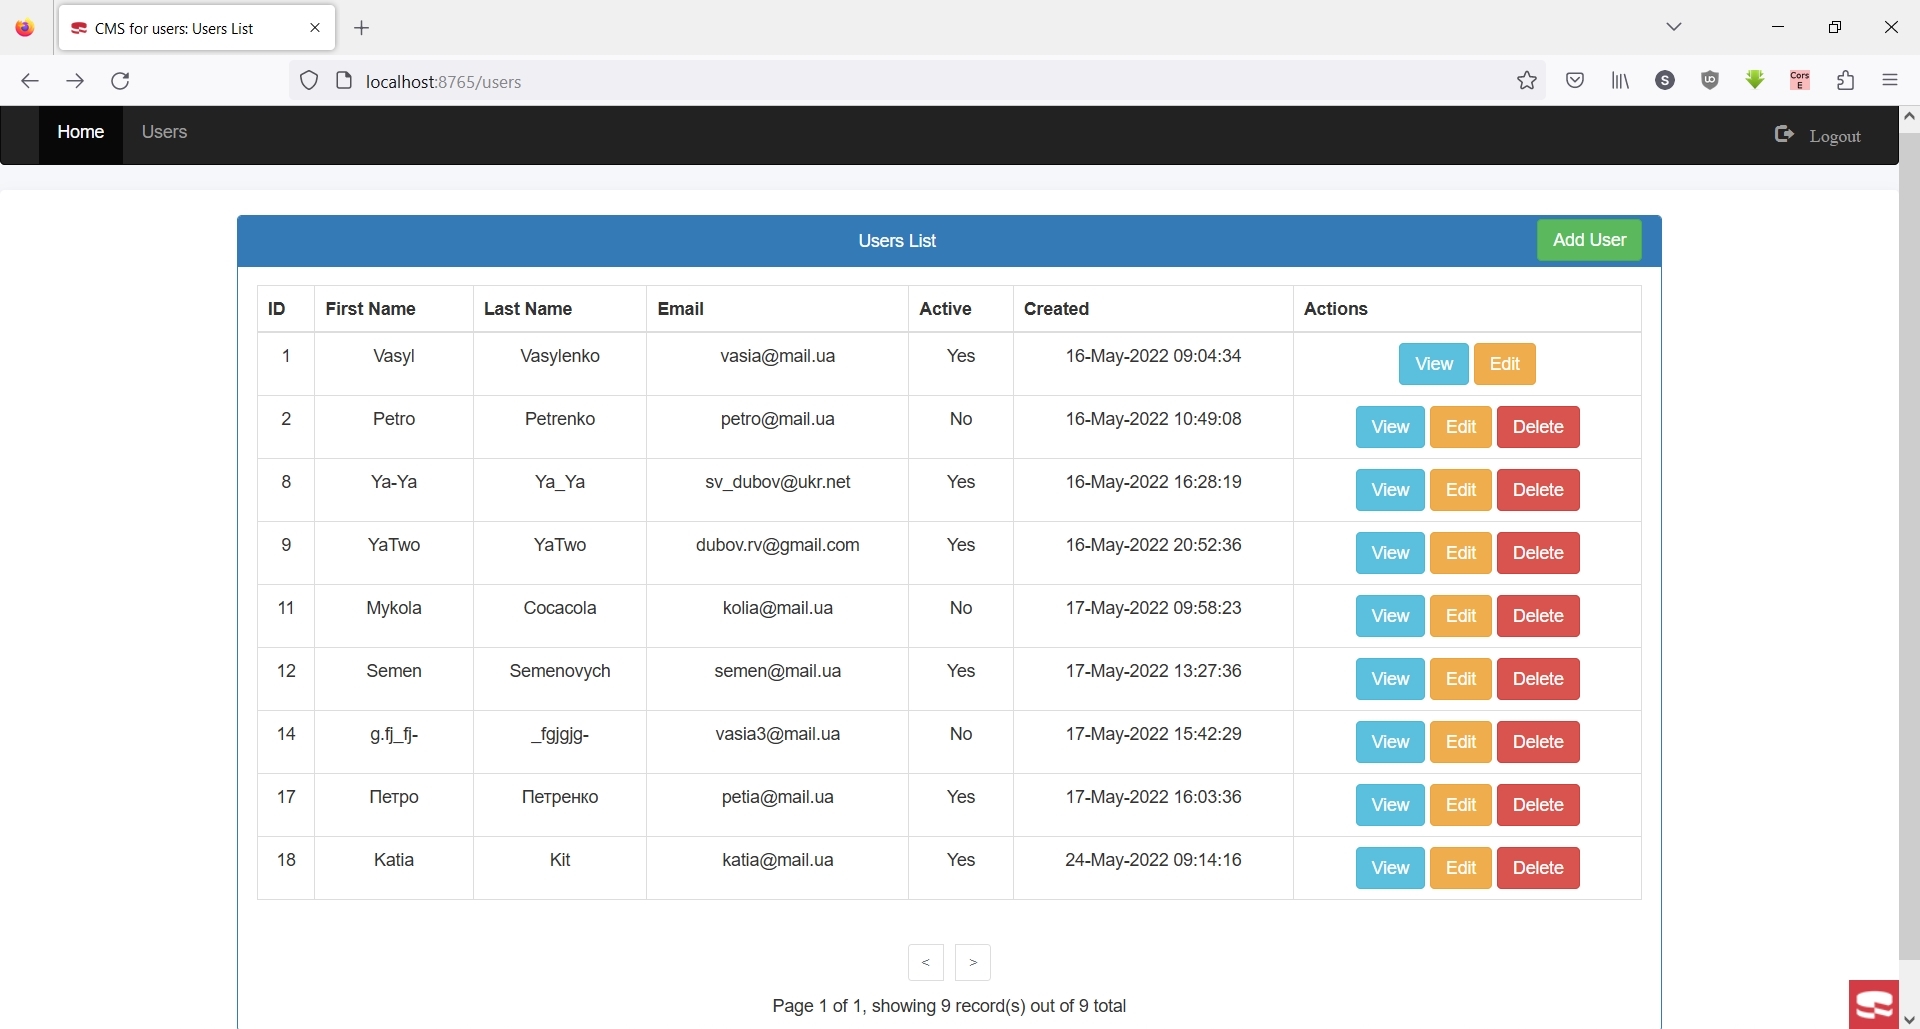 CMS for users: Users List
localhost:8765/users
S
Cors
E
Home Users Logout
Users List Add User
ID First Name Last Name Email Active Created Actions
1 Vasyl Vasylenko vasia@mail.ua Yes 16-May-2022 09:04:34 View Edit
2 Petro Petrenko petro@mail.ua No 16-May-2022 10:49:08 View Edit Delete
8 Ya-Ya Ya_Ya sv_dubov@ukr.net Yes 16-May-2022 16:28:19 View Edit Delete
9 YaTwo YaTwo dubov.rv@gmail.com Yes 16-May-2022 20:52:36 View Edit Delete
11 Mykola Cocacola kolia@mail.ua No 17-May-2022 09:58:23 View Edit Delete
12 Semen Semenovych semen@mail.ua Yes 17-May-2022 13:27:36 View Edit Delete
14 g.fj_fj- _fgjgjg- vasia3@mail.ua No 17-May-2022 15:42:29 View Edit Delete
17 Петро Петренко petia@mail.ua Yes 17-May-2022 16:03:36 View Edit Delete
18 Katia Kit katia@mail.ua Yes 24-May-2022 09:14:16 View Edit Delete
< >
Page 1 of 1, showing 9 record(s) out of 9 total